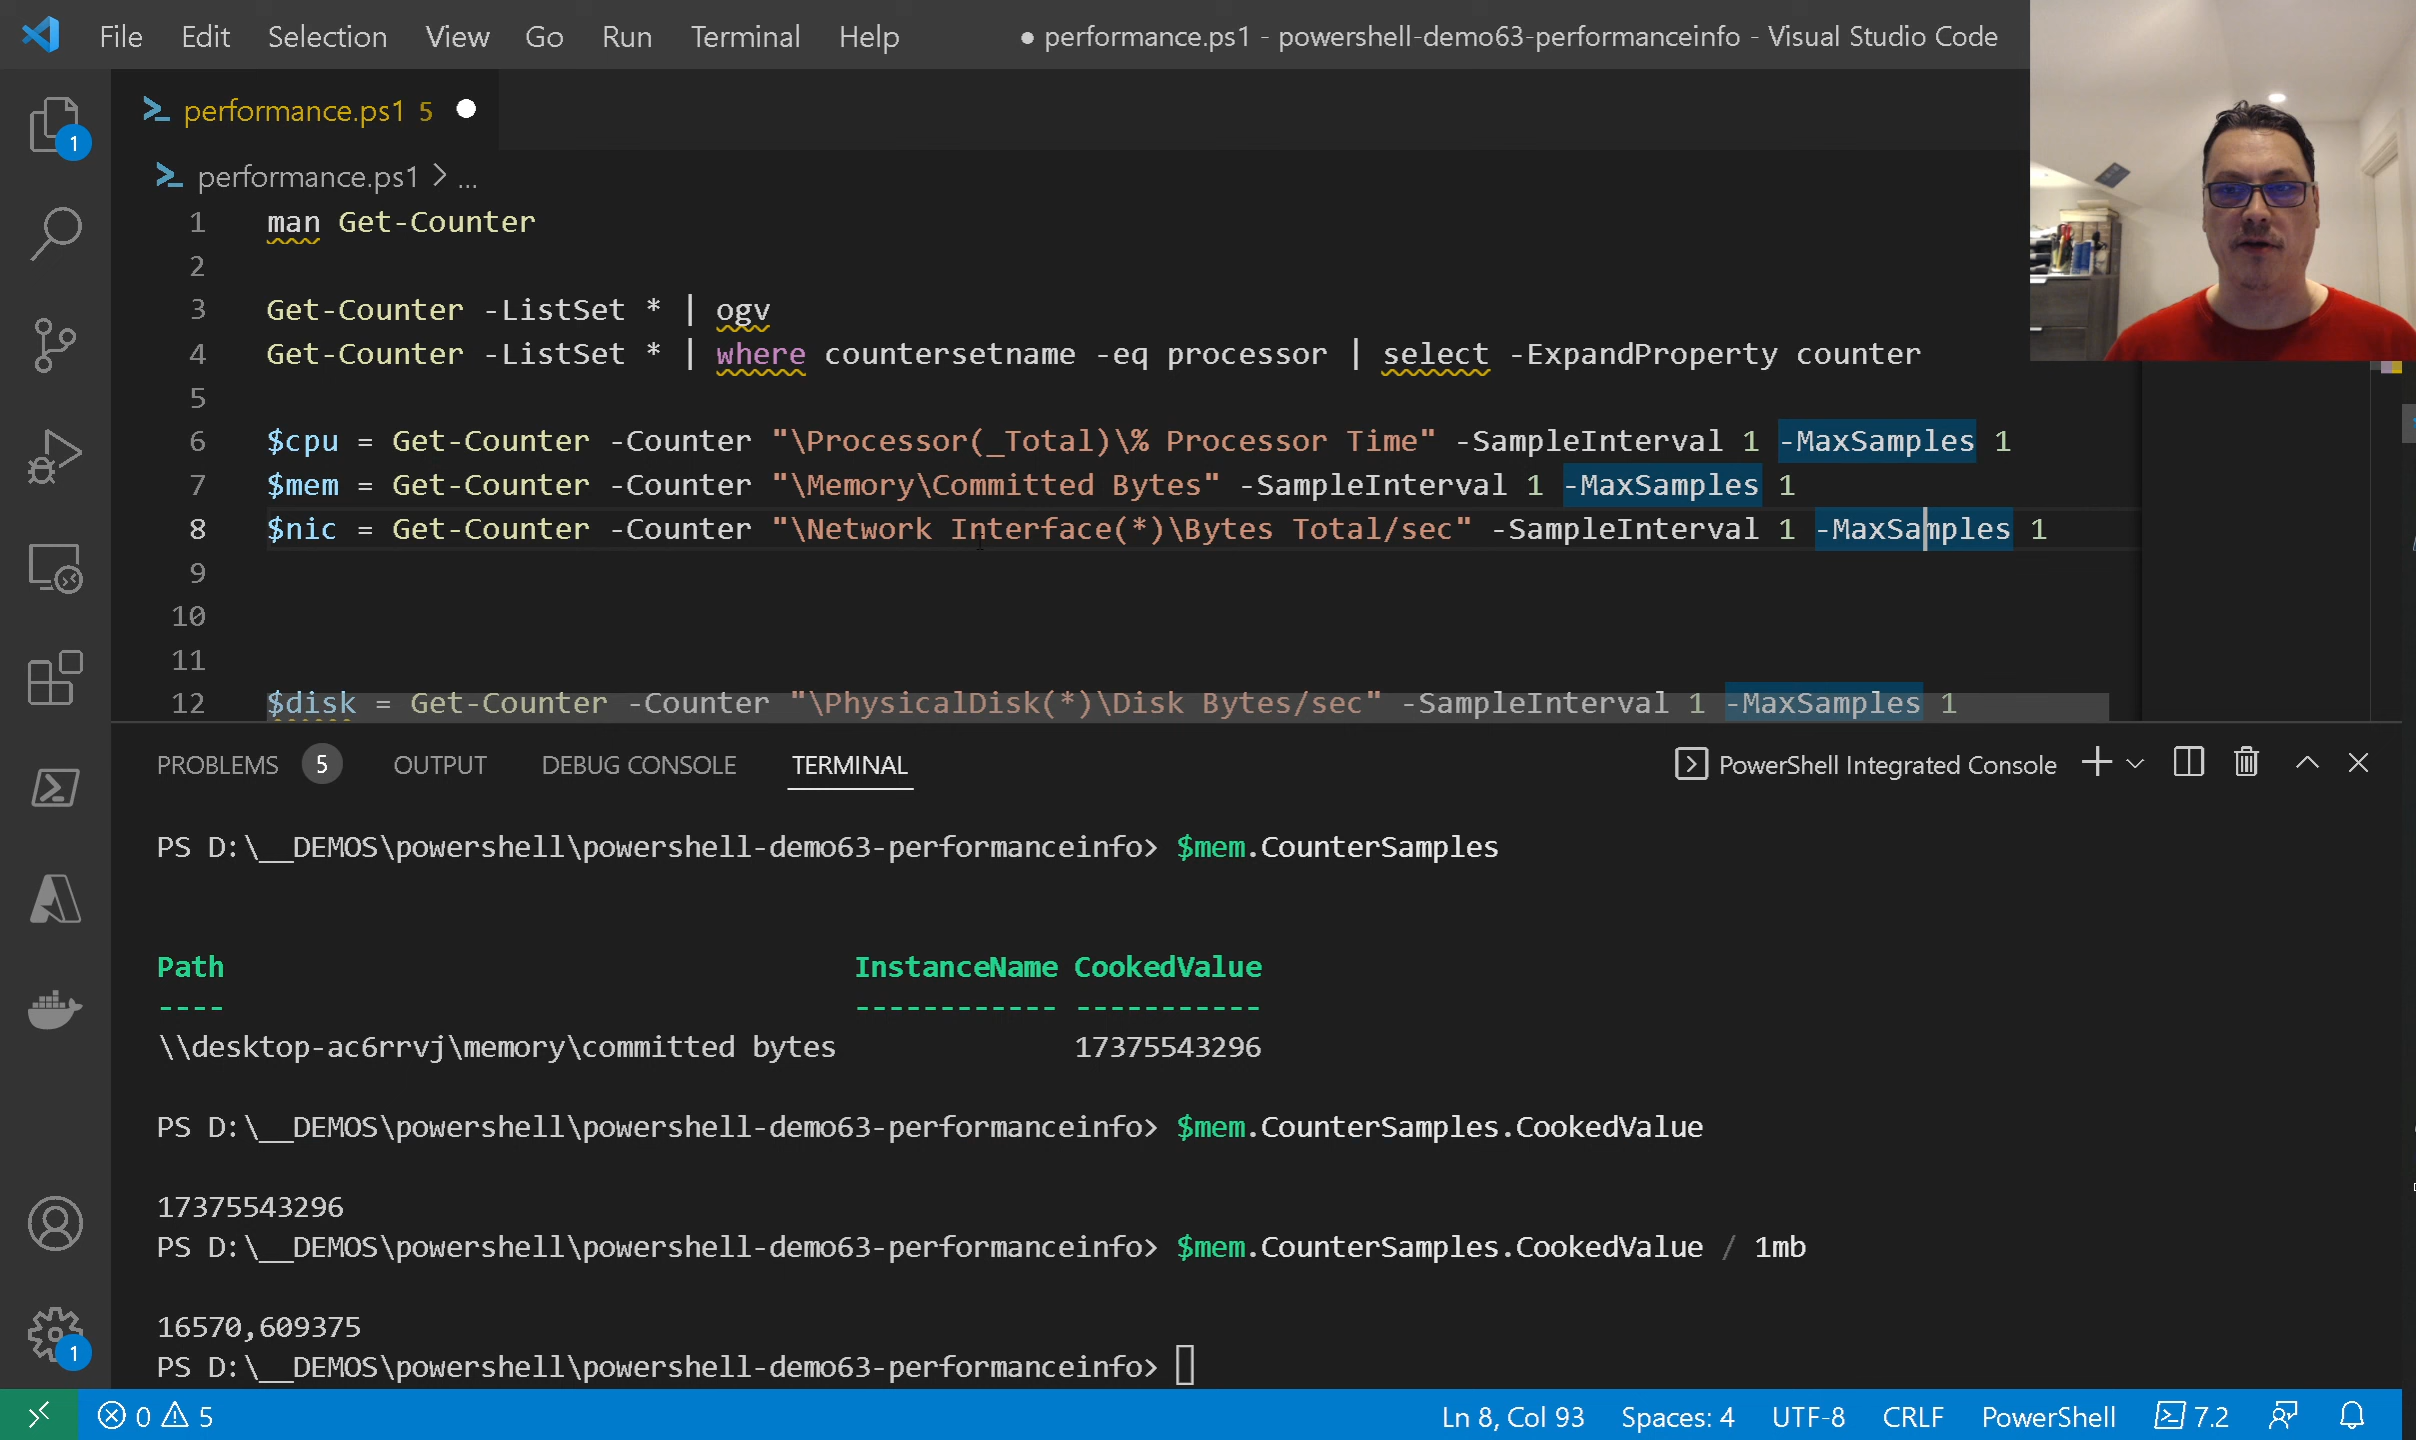 File Edit Selection View Go Run Terminal Help ● performance.ps1 - powershell-demo63-performanceinfo - Visual Studio Code
performance.ps1 5
performance.ps1 > ...
1 man Get-Counter
2
3 Get-Counter -ListSet * | ogv
4 Get-Counter -ListSet * | where countersetname -eq processor | select -ExpandProperty counter
5
6 $cpu = Get-Counter -Counter "\Processor(_Total)\% Processor Time" -SampleInterval 1 -MaxSamples 1
7 $mem = Get-Counter -Counter "\Memory\Committed Bytes" -SampleInterval 1 -MaxSamples 1
8 $nic = Get-Counter -Counter "\Network Interface(*)\Bytes Total/sec" -SampleInterval 1 -MaxSamples 1
9
10
11
12 $disk = Get-Counter -Counter "\PhysicalDisk(*)\Disk Bytes/sec" -SampleInterval 1 -MaxSamples 1
1
PROBLEMS 5 OUTPUT DEBUG CONSOLE TERMINAL PowerShell Integrated Console
PS D:\__DEMOS\powershell\powershell-demo63-performanceinfo> $mem.CounterSamples
Path InstanceName CookedValue
---- ------------ -----------
\\desktop-ac6rrvj\memory\committed bytes 17375543296
PS D:\__DEMOS\powershell\powershell-demo63-performanceinfo> $mem.CounterSamples.CookedValue
17375543296
PS D:\__DEMOS\powershell\powershell-demo63-performanceinfo> $mem.CounterSamples.CookedValue / 1mb
16570,609375
PS D:\__DEMOS\powershell\powershell-demo63-performanceinfo>
1
0 5 Ln 8, Col 93 Spaces: 4 UTF-8 CRLF PowerShell 7.2